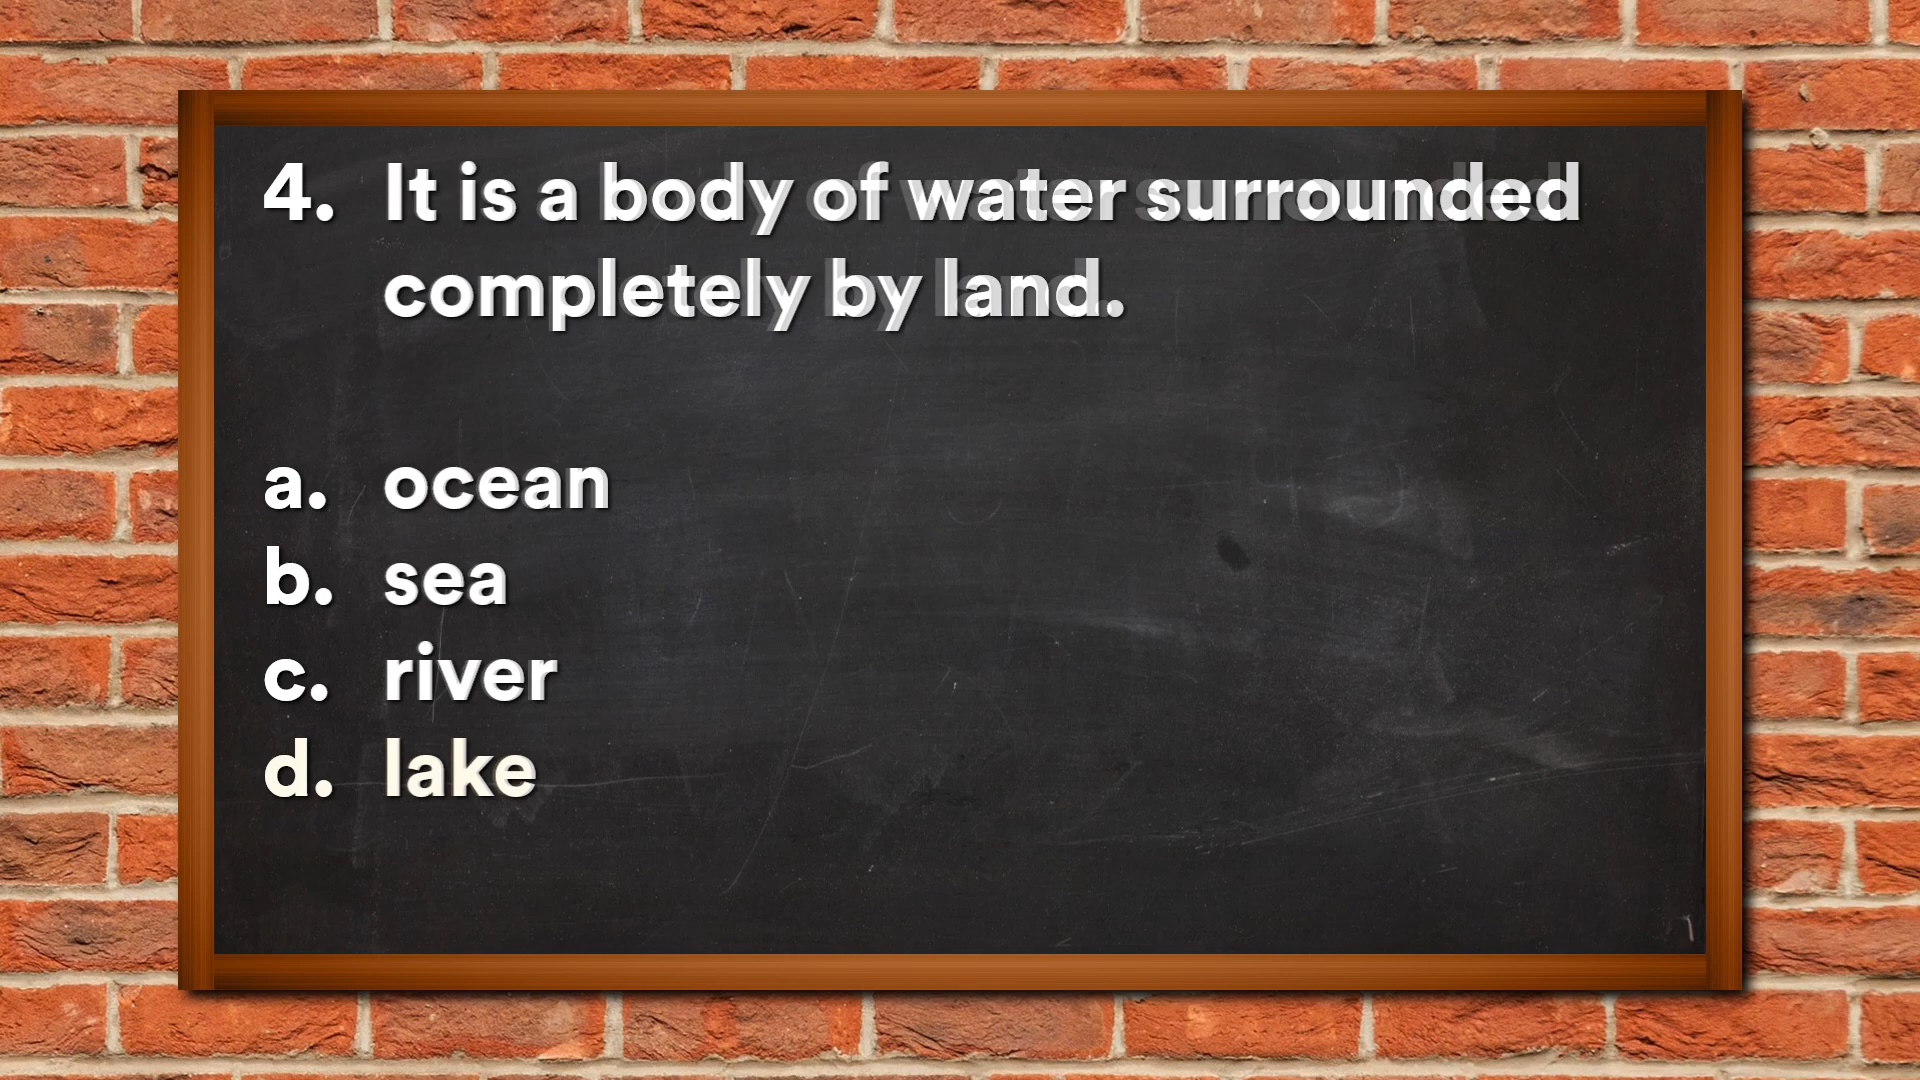 4. It is a body of water surrounded
completely by land.
a. ocean
b. sea
c. river
d. lake